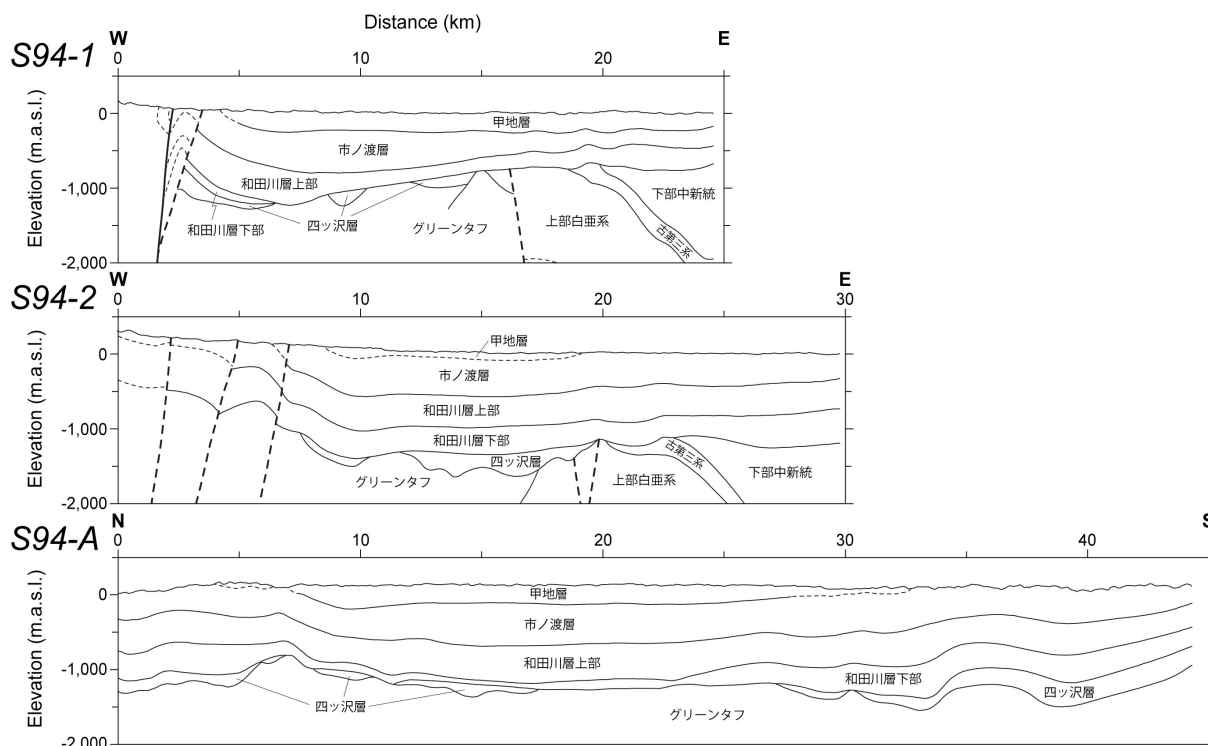 Distance (km)
S94-1
W
E
0
10
20
Elevation (m.a.s.l.)
0
-1,000
-2,000
甲地層
市ノ渡層
和田川層上部
下部中新統
和田川層下部
四ッ沢層
グリーンタフ
上部白亜系
古第三系
S94-2
W
E
0
10
20
30
Elevation (m.a.s.l.)
0
-1,000
-2,000
甲地層
市ノ渡層
和田川層上部
和田川層下部
四ッ沢層
古第三系
グリーンタフ
上部白亜系
下部中新統
S94-A
N
S
0
10
20
30
40
Elevation (m.a.s.l.)
0
-1,000
-2,000
甲地層
市ノ渡層
和田川層上部
和田川層下部
四ッ沢層
四ッ沢層
グリーンタフ